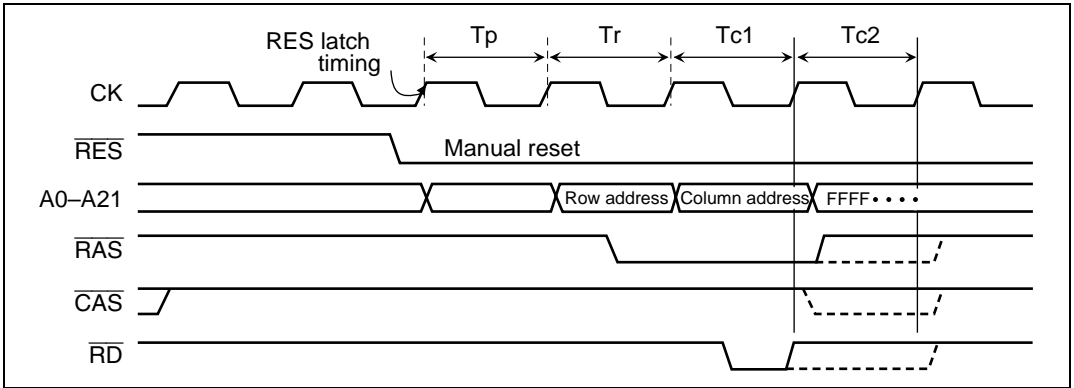 RES latch
timing
Tp
Tr
Tc1
Tc2
CK
RES
Manual reset
A0–A21
Row address
Column address
FFFF • • • •
RAS
CAS
RD